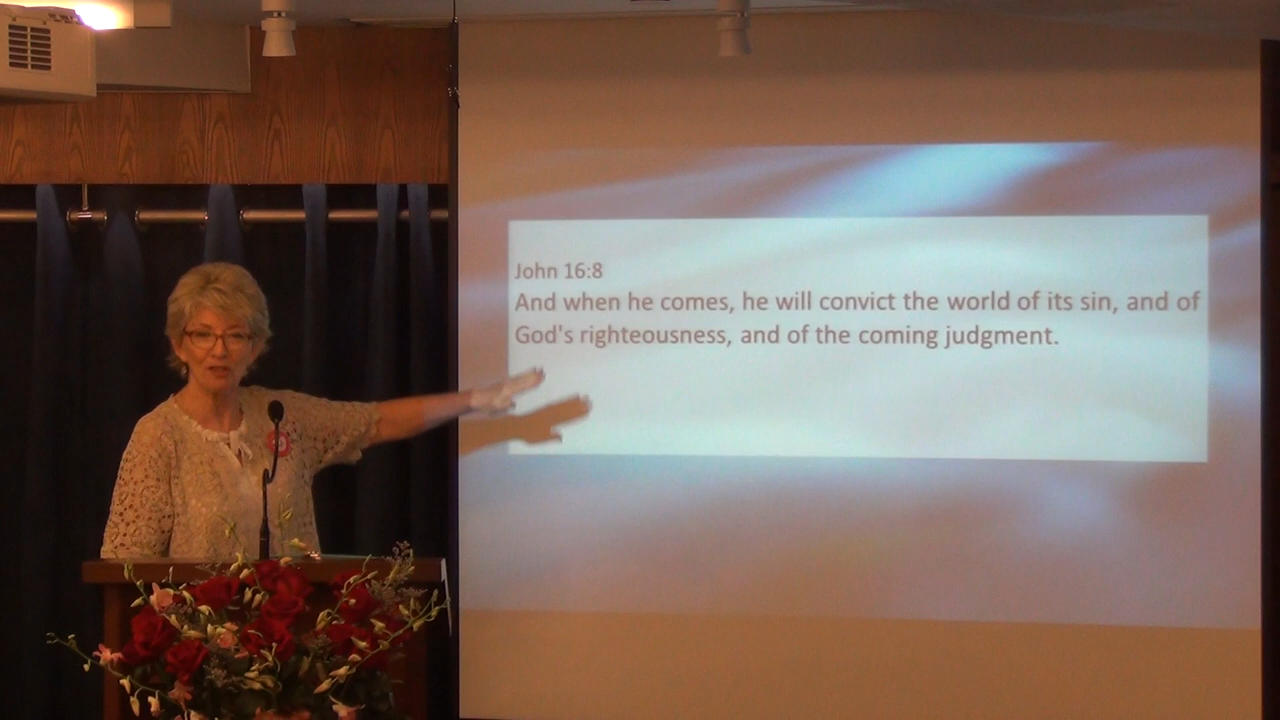 John 16:8
And when he comes, he will convict the world of its sin, and of
God's righteousness, and of the coming judgment.